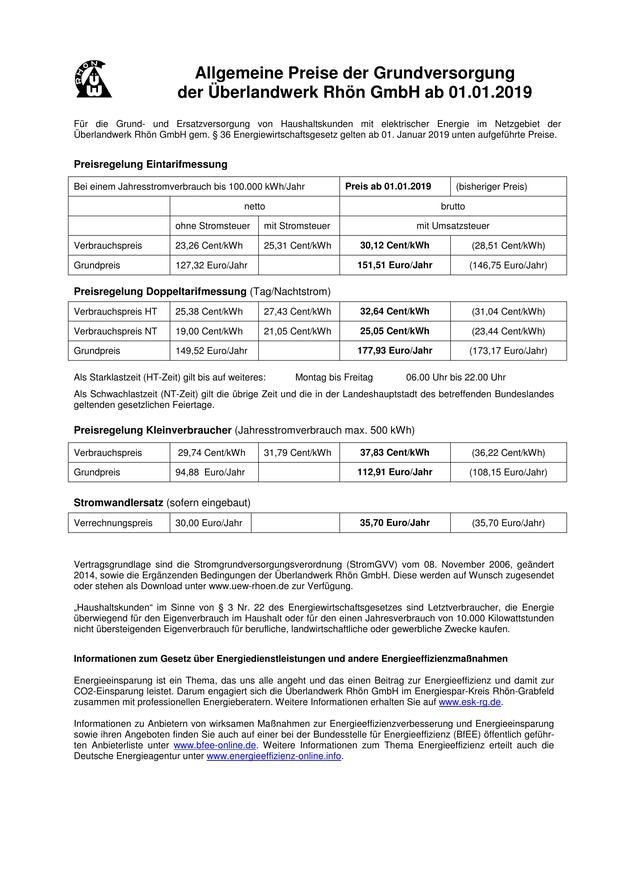 RHÖN
ÜW
Allgemeine Preise der Grundversorgung
der Überlandwerk Rhön GmbH ab 01.01.2019
Für die Grund- und Ersatzversorgung von Haushaltskunden mit elektrischer Energie im Netzgebiet der
Überlandwerk Rhön GmbH gem. § 36 Energiewirtschaftsgesetz gelten ab 01. Januar 2019 unten aufgeführte Preise.
Preisregelung Eintarifmessung
Bei einem Jahresstromverbrauch bis 100.000 kWh/Jahr Preis ab 01.01.2019 (bisheriger Preis)
netto brutto
ohne Stromsteuer mit Stromsteuer mit Umsatzsteuer
Verbrauchspreis 23,26 Cent/kWh 25,31 Cent/kWh 30,12 Cent/kWh (28,51 Cent/kWh)
Grundpreis 127,32 Euro/Jahr 151,51 Euro/Jahr (146,75 Euro/Jahr)
Preisregelung Doppeltarifmessung (Tag/Nachtstrom)
Verbrauchspreis HT 25,38 Cent/kWh 27,43 Cent/kWh 32,64 Cent/kWh (31,04 Cent/kWh)
Verbrauchspreis NT 19,00 Cent/kWh 21,05 Cent/kWh 25,05 Cent/kWh (23,44 Cent/kWh)
Grundpreis 149,52 Euro/Jahr 177,93 Euro/Jahr (173,17 Euro/Jahr)
Als Starklastzeit (HT-Zeit) gilt bis auf weiteres: Montag bis Freitag 06.00 Uhr bis 22.00 Uhr
Als Schwachlastzeit (NT-Zeit) gilt die übrige Zeit und die in der Landeshauptstadt des betreffenden Bundeslandes
geltenden gesetzlichen Feiertage.
Preisregelung Kleinverbraucher (Jahresstromverbrauch max. 500 kWh)
Verbrauchspreis 29,74 Cent/kWh 31,79 Cent/kWh 37,83 Cent/kWh (36,22 Cent/kWh)
Grundpreis 94,88 Euro/Jahr 112,91 Euro/Jahr (108,15 Euro/Jahr)
Stromwandlersatz (sofern eingebaut)
Verrechnungspreis 30,00 Euro/Jahr 35,70 Euro/Jahr (35,70 Euro/Jahr)
Vertragsgrundlage sind die Stromgrundversorgungsverordnung (StromGVV) vom 08. November 2006, geändert
2014, sowie die Ergänzenden Bedingungen der Überlandwerk Rhön GmbH. Diese werden auf Wunsch zugesendet
oder stehen als Download unter www.uew-rhoen.de zur Verfügung.
„Haushaltskunden“ im Sinne von § 3 Nr. 22 des Energiewirtschaftsgesetzes sind Letztverbraucher, die Energie
überwiegend für den Eigenverbrauch im Haushalt oder für den einen Jahresverbrauch von 10.000 Kilowattstunden
nicht übersteigenden Eigenverbrauch für berufliche, landwirtschaftliche oder gewerbliche Zwecke kaufen.
Informationen zum Gesetz über Energiedienstleistungen und andere Energieeffizienzmaßnahmen
Energieeinsparung ist ein Thema, das uns alle angeht und das einen Beitrag zur Energieeffizienz und damit zur
CO2-Einsparung leistet. Darum engagiert sich die Überlandwerk Rhön GmbH im Energiespar-Kreis Rhön-Grabfeld
zusammen mit professionellen Energieberatern. Weitere Informationen erhalten Sie auf www.esk-rg.de.
Informationen zu Anbietern von wirksamen Maßnahmen zur Energieeffizienzverbesserung und Energieeinsparung
sowie ihren Angeboten finden Sie auch auf einer bei der Bundesstelle für Energieeffizienz (BfEE) öffentlich geführ-
ten Anbieterliste unter www.bfee-online.de. Weitere Informationen zum Thema Energieeffizienz erteilt auch die
Deutsche Energieagentur unter www.energieeffizienz-online.info.